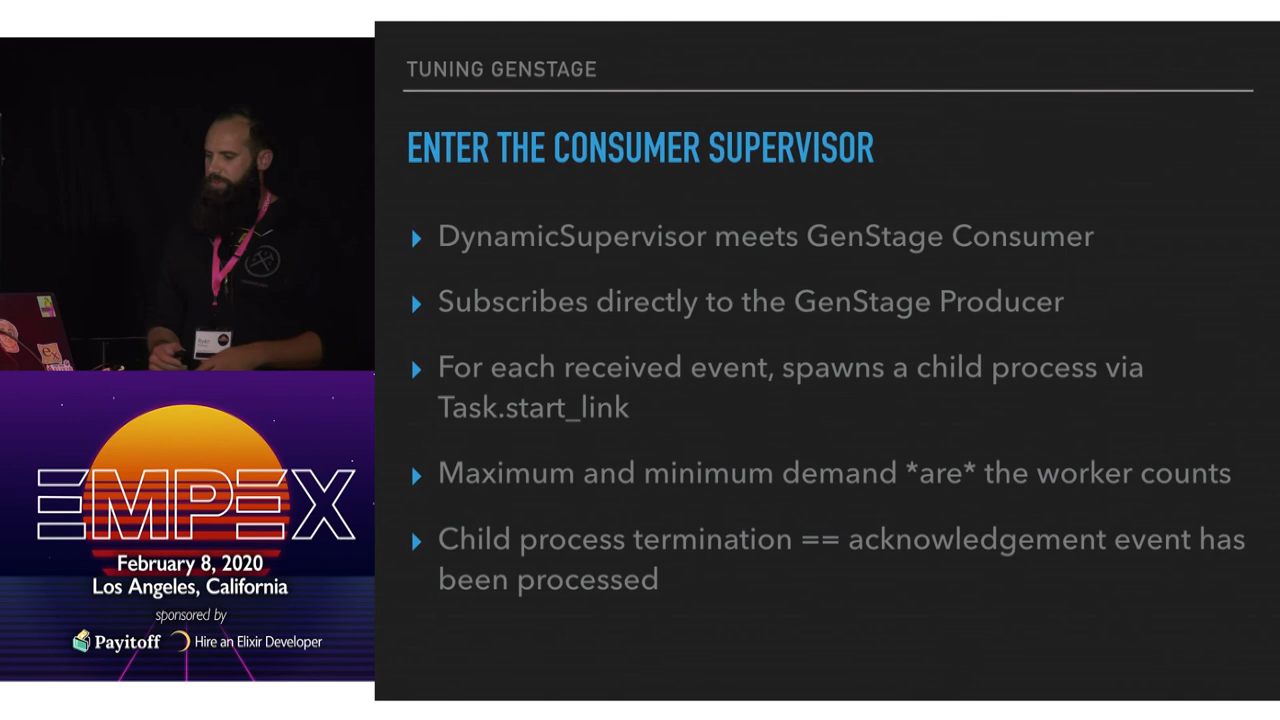 TUNING GENSTAGE
ENTER THE CONSUMER SUPERVISOR
DynamicSupervisor meets GenStage Consumer
Subscribes directly to the GenStage Producer
For each received event, spawns a child process via
Task.start_link
Maximum and minimum demand *are* the worker counts
Child process termination == acknowledgement event has
been processed
EMPEX
February 8, 2020
Los Angeles, California
sponsored by
Payitoff
Hire an Elixir Developer